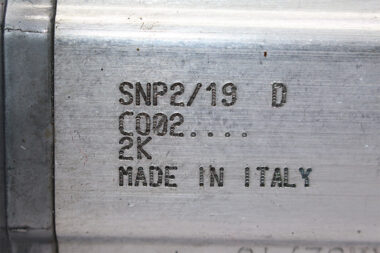 SNP2/19 D
CO02....
2K
MADE IN ITALY